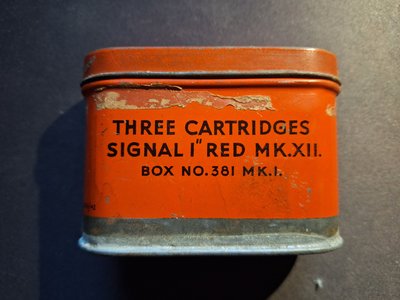 THREE CARTRIDGES
SIGNAL 1" RED MK.XII.
BOX NO.381 MK.I.